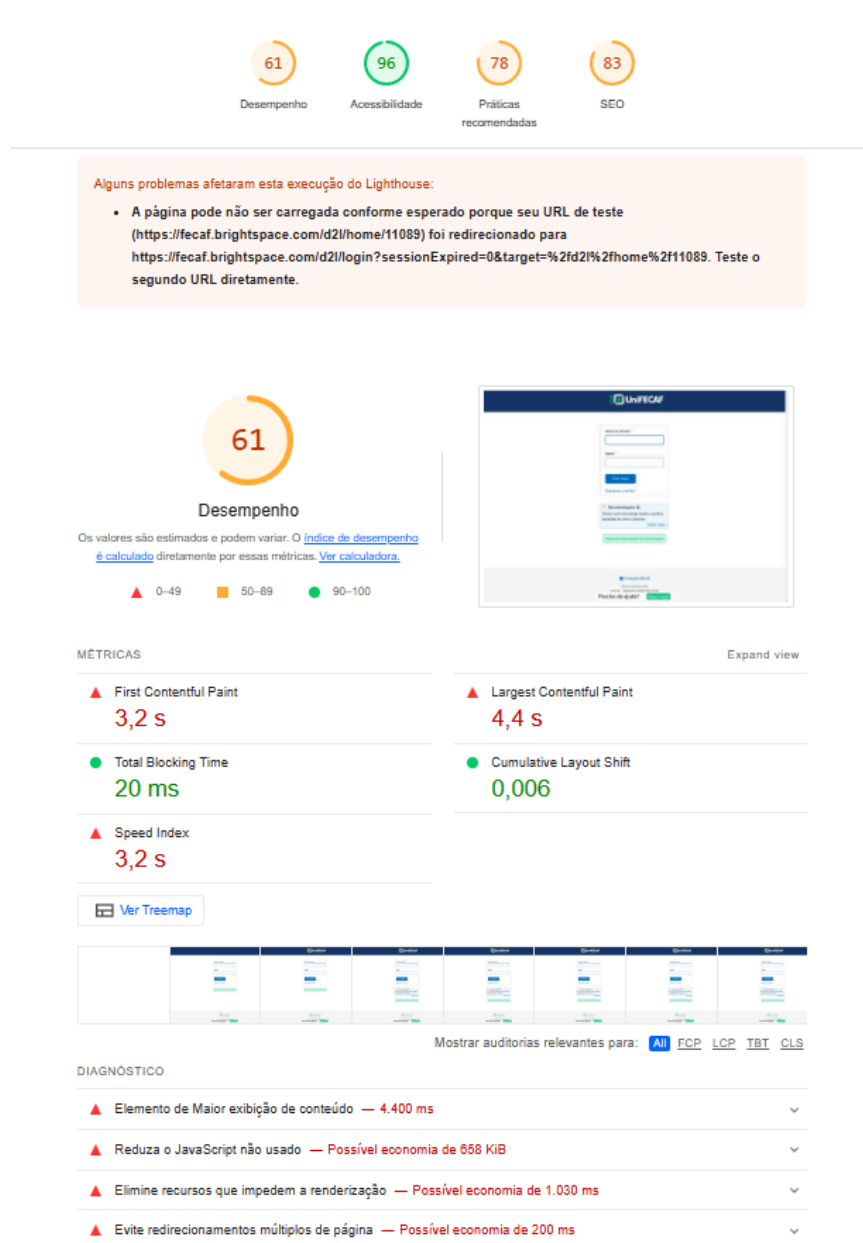 61
96
78
83
Desempenho
Acessibilidade
Práticas
recomendadas
SEO
Alguns problemas afetaram esta execução do Lighthouse:
• A página pode não ser carregada conforme esperado porque seu URL de teste
(https://fecaf.brightspace.com/d2l/home/11089) foi redirecionado para
https://fecaf.brightspace.com/d2l/login?sessionExpired=0&target=%2fd2l%2fhome%2f11089. Teste o
segundo URL diretamente.
61
Desempenho
Os valores são estimados e podem variar. O índice de desempenho
é calculado diretamente por essas métricas. Ver calculadora.
0–49
50–89
90–100
UniFECAF
Precisa de ajuda?
MÉTRICAS
Expand view
First Contentful Paint
3,2 s
Largest Contentful Paint
4,4 s
Total Blocking Time
20 ms
Cumulative Layout Shift
0,006
Speed Index
3,2 s
Ver Treemap
Mostrar auditorias relevantes para: All FCP LCP TBT CLS
DIAGNÓSTICO
Elemento de Maior exibição de conteúdo — 4.400 ms
Reduza o JavaScript não usado — Possível economia de 658 KiB
Elimine recursos que impedem a renderização — Possível economia de 1.030 ms
Evite redirecionamentos múltiplos de página — Possível economia de 200 ms